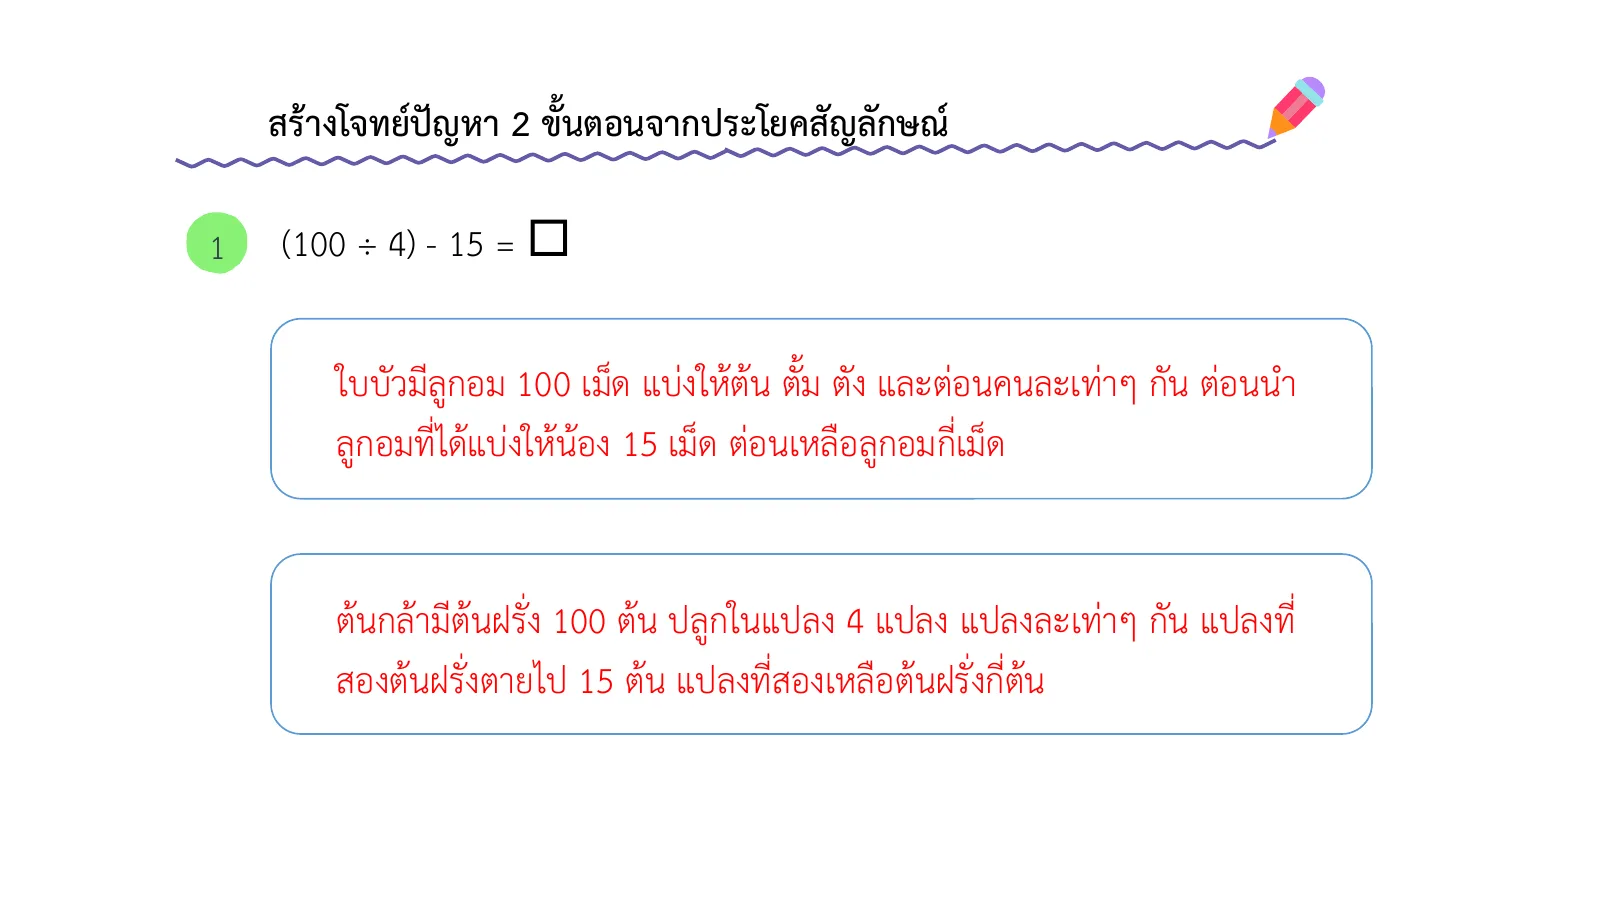 สร้างโจทย์ปัญหา 2 ขั้นตอนจากประโยคสัญลักษณ์
1 (100 ÷ 4) - 15 = □
ใบบัวมีลูกอม 100 เม็ด แบ่งให้ต้น ตั้ม ตัง และต่อนคนละเท่าๆ กัน ต่อนนำ
ลูกอมที่ได้แบ่งให้น้อง 15 เม็ด ต่อนเหลือลูกอมกี่เม็ด
ต้นกล้ามีต้นฝรั่ง 100 ต้น ปลูกในแปลง 4 แปลง แปลงละเท่าๆ กัน แปลงที่
สองต้นฝรั่งตายไป 15 ต้น แปลงที่สองเหลือต้นฝรั่งกี่ต้น